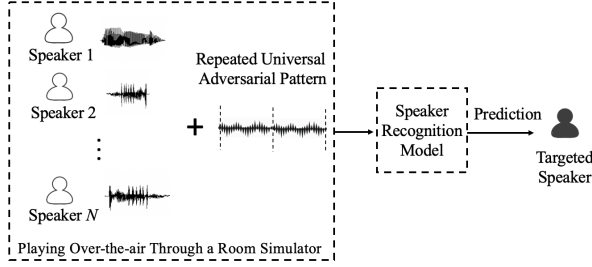 Speaker 1
Repeated Universal
Adversarial Pattern
Speaker 2
+
Speaker
Recognition
Model
Prediction
Targeted
Speaker
Speaker N
Playing Over-the-air Through a Room Simulator